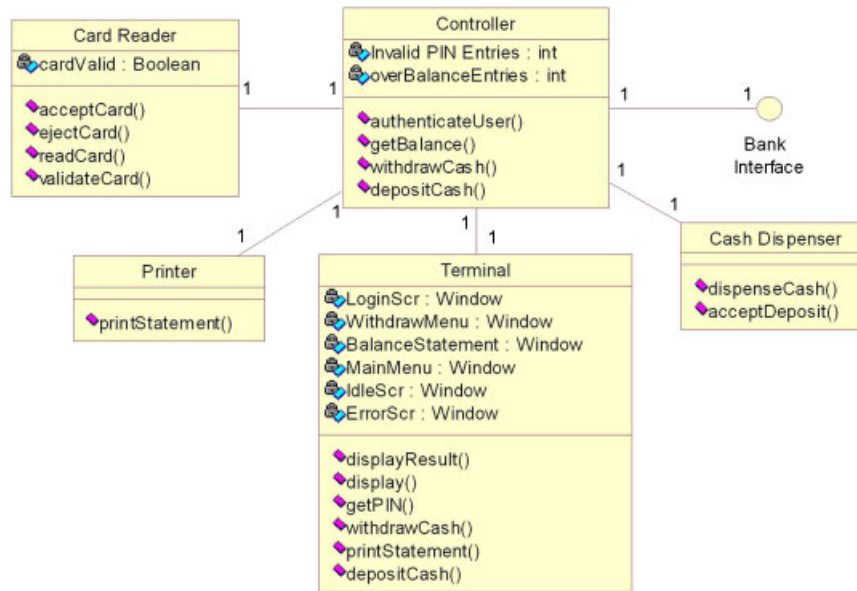 Card Reader
cardValid : Boolean
acceptCard()
ejectCard()
readCard()
validateCard()
1
1
Controller
Invalid PIN Entries : int
overBalanceEntries : int
authenticateUser()
getBalance()
withdrawCash()
depositCash()
1
1
Bank
Interface
1
1
Cash Dispenser
dispenseCash()
acceptDeposit()
1
1
Printer
printStatement()
1
1
Terminal
LoginScr : Window
WithdrawMenu : Window
BalanceStatement : Window
MainMenu : Window
IdleScr : Window
ErrorScr : Window
displayResult()
display()
getPIN()
withdrawCash()
printStatement()
depositCash()